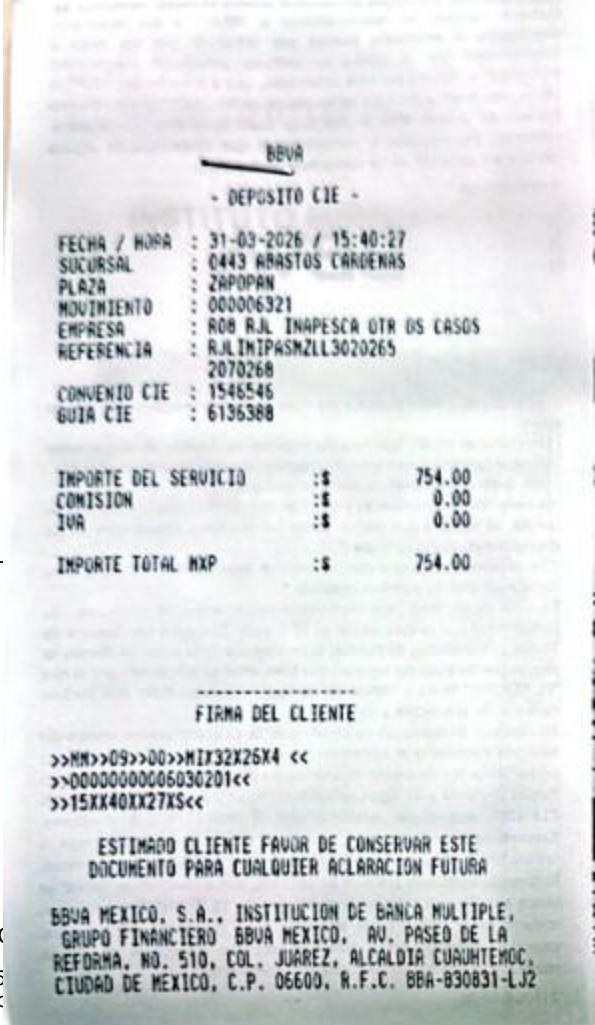 BBVA
- DEPOSITO CIE -
FECHA / HORA : 31-03-2026 / 15:40:27
SUCURSAL : 0443 ABASTOS CARDENAS
PLAZA : ZAPOPAN
MOVIMIENTO : 000006321
EMPRESA : ROB RJL INAPESCA OTR DS CASOS
REFERENCIA : RJLIMIPASMZLL3020265
2070268
CONVENIO CIE : 1546546
GUIA CIE : 6136388
IMPORTE DEL SERVICIO :$ 754.00
COMISION :$ 0.00
IVA :$ 0.00
IMPORTE TOTAL MXP :$ 754.00
FIRMA DEL CLIENTE
>>MM>>09>>00>>MIX32X26X4 <<
>>00000000006030201<<
>>15XX40XX27XS<<
ESTIMADO CLIENTE FAVOR DE CONSERVAR ESTE
DOCUMENTO PARA CUALQUIER ACLARACION FUTURA
BBVA MEXICO, S.A., INSTITUCION DE BANCA MULTIPLE,
GRUPO FINANCIERO BBVA MEXICO, AV. PASEO DE LA
REFORMA, NO. 510, COL. JUAREZ, ALCALDIA CUAUHTEMOC,
CIUDAD DE MEXICO, C.P. 06600, R.F.C. BBA-830831-LJ2